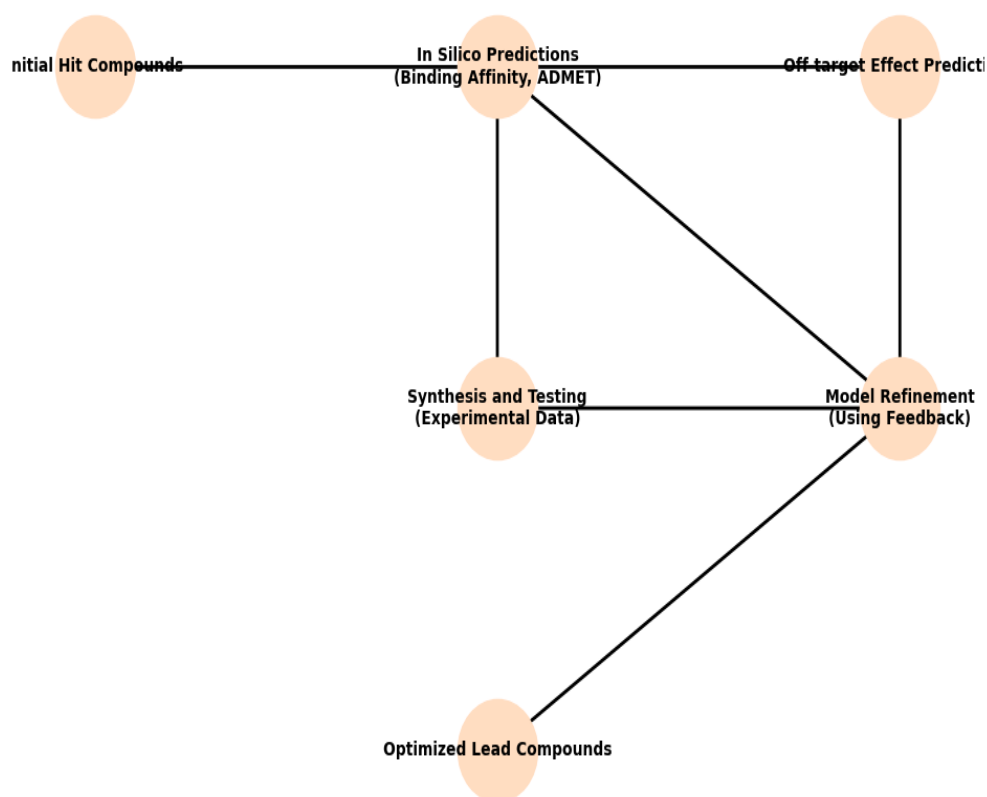 In Silico Predictions
nitial Hit Compounds
(Binding Affinity, ADMET)
Off-target Effect Predicti
Synthesis and Testing
(Experimental Data)
Model Refinement
(Using Feedback)
Optimized Lead Compounds